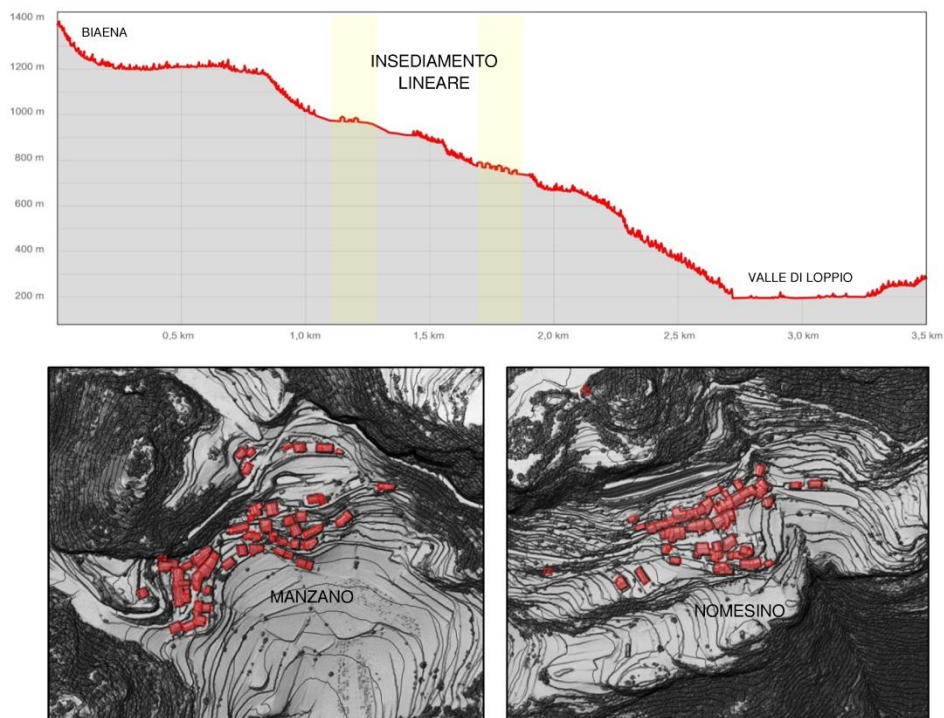 1400 m
BIAENA
INSEDIAMENTO
LINEARE
1200 m
1000 m
800 m
600 m
400 m
VALLE DI LOPPIO
200 m
0,5 km
1,0 km
1,5 km
2,0 km
2,5 km
3,0 km
3,5 km
MANZANO
NOMESINO